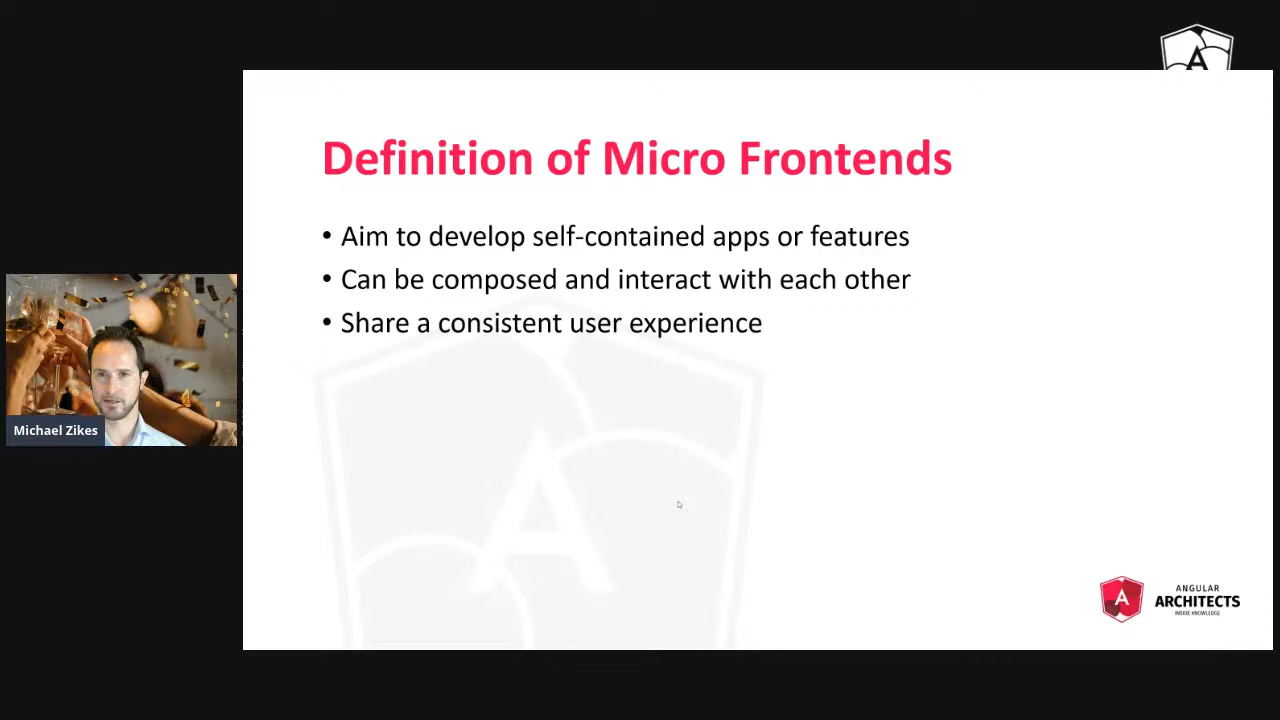 Definition of Micro Frontends
• Aim to develop self-contained apps or features
• Can be composed and interact with each other
• Share a consistent user experience
Michael Zikes
A
A
A
ANGULAR
ARCHITECTS
INSIDE KNOWLEDGE